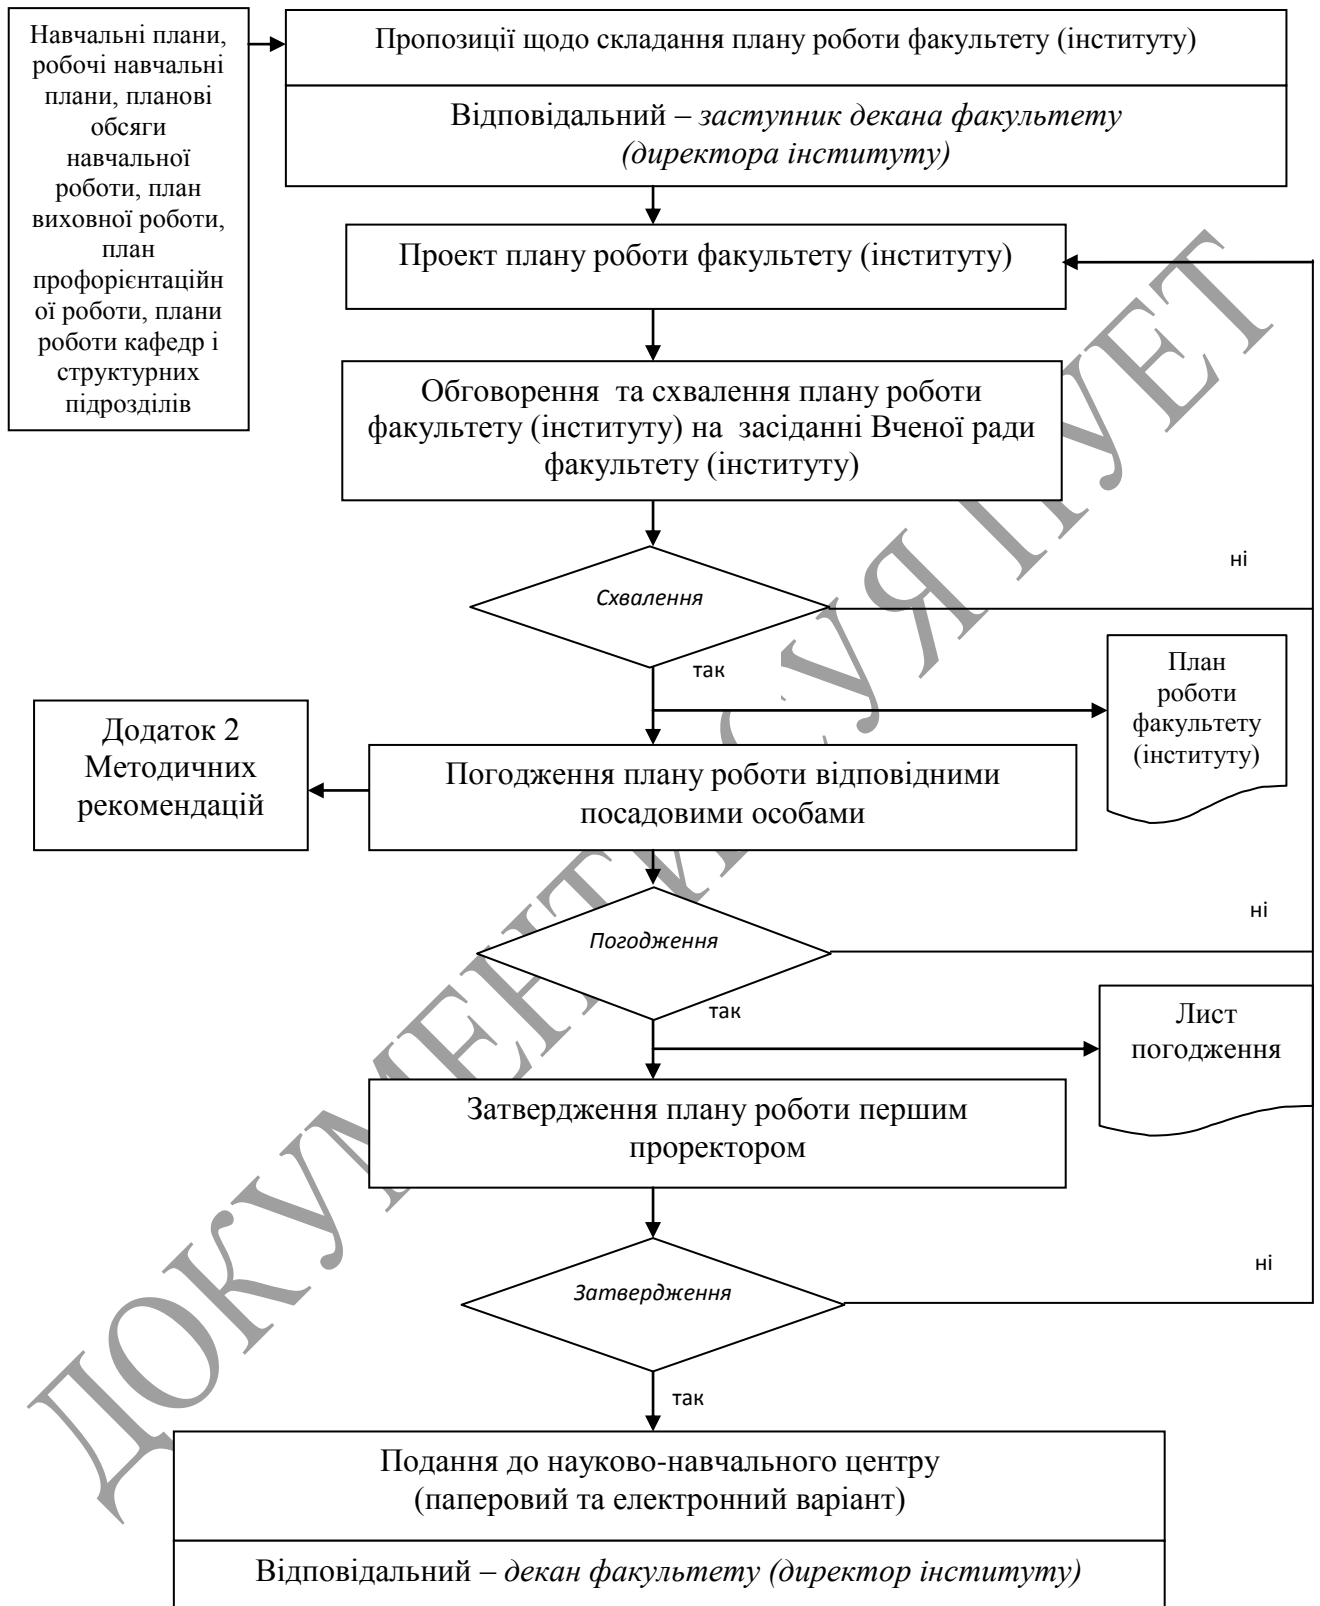 Навчальні плани,
робочі навчальні
плани, планові
обсяги
навчальної
роботи, план
виховної роботи,
план
профорієнтаційн
ої роботи, плани
роботи кафедр і
структурних
підрозділів
Пропозиції щодо складання плану роботи факультету (інституту)
Відповідальний – заступник декана факультету
(директора інституту)
Проект плану роботи факультету (інституту)
Обговорення та схвалення плану роботи
факультету (інституту) на засіданні Вченої ради
факультету (інституту)
Схвалення
ні
так
План
роботи
факультету
(інституту)
Додаток 2
Методичних
рекомендацій
Погодження плану роботи відповідними
посадовими особами
Погодження
ні
так
Лист
погодження
Затвердження плану роботи першим
проректором
Затвердження
ні
так
Подання до науково-навчального центру
(паперовий та електронний варіант)
Відповідальний – декан факультету (директор інституту)